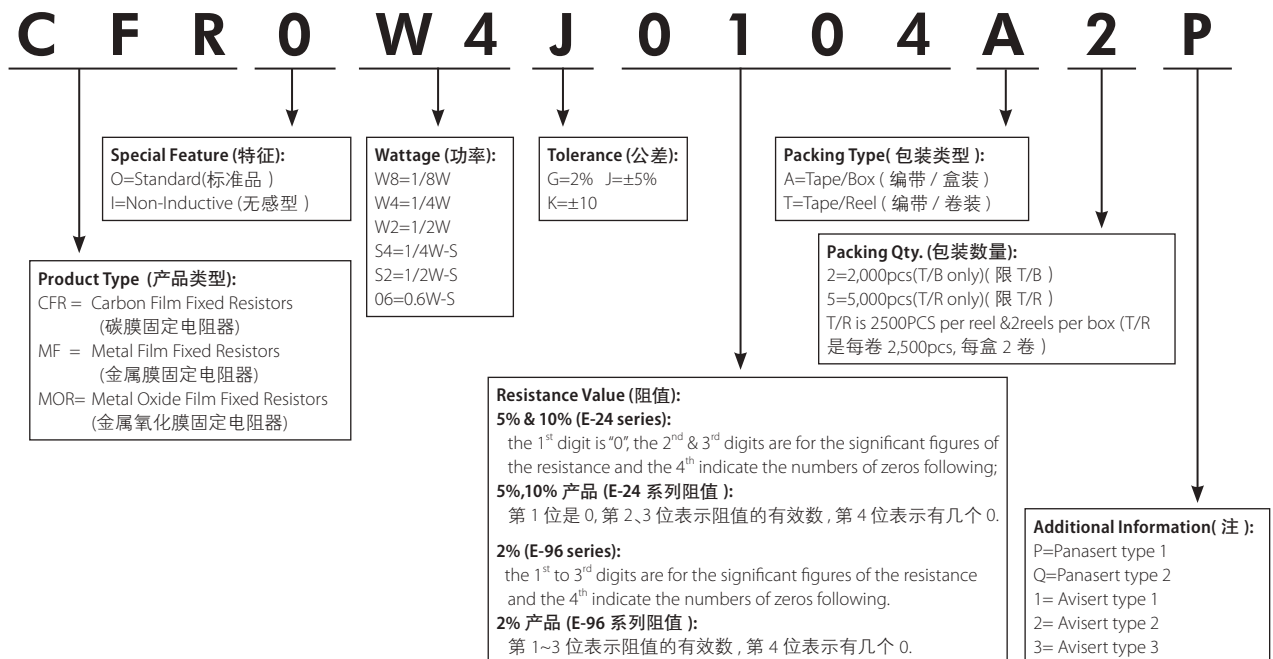 C F R 0 W 4 J 0 1 0 4 A 2 P
Special Feature (特征):
O=Standard(标准品 )
I=Non-Inductive (无感型 )
Wattage (功率):
W8=1/8W
W4=1/4W
W2=1/2W
S4=1/4W-S
S2=1/2W-S
06=0.6W-S
Tolerance (公差):
G=2% J=±5%
K=±10
Packing Type( 包装类型 ):
A=Tape/Box ( 编带 / 盒装 )
T=Tape/Reel ( 编带 / 卷装 )
Packing Qty. (包装数量):
2=2,000pcs(T/B only)( 限 T/B )
5=5,000pcs(T/R only)( 限 T/R )
T/R is 2500PCS per reel &2reels per box (T/R
是每卷 2,500pcs, 每盒 2 卷 )
Product Type (产品类型):
CFR = Carbon Film Fixed Resistors
(碳膜固定电阻器)
MF = Metal Film Fixed Resistors
(金属膜固定电阻器)
MOR= Metal Oxide Film Fixed Resistors
(金属氧化膜固定电阻器)
Resistance Value (阻值):
5% & 10% (E-24 series):
the 1st digit is “0”, the 2nd & 3rd digits are for the significant figures of
the resistance and the 4th indicate the numbers of zeros following;
5%,10% 产品 (E-24 系列阻值 ):
第 1 位是 0, 第 2、3 位表示阻值的有效数 , 第 4 位表示有几个 0.
2% (E-96 series):
the 1st to 3rd digits are for the significant figures of the resistance
and the 4th indicate the numbers of zeros following.
2% 产品 (E-96 系列阻值 ):
第 1~3 位表示阻值的有效数 , 第 4 位表示有几个 0.
Additional Information( 注 ):
P=Panasert type 1
Q=Panasert type 2
1= Avisert type 1
2= Avisert type 2
3= Avisert type 3